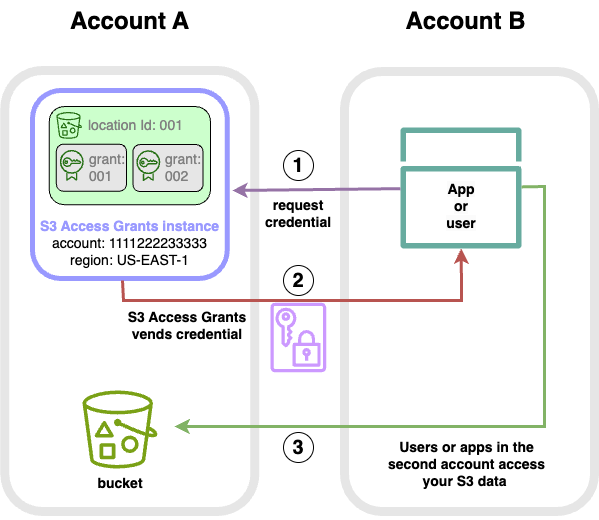 Account A
Account B
location Id: 001
grant:
001
grant:
002
S3 Access Grants instance
account: 1111222233333
region: US-EAST-1
1
request
credential
App
or
user
2
S3 Access Grants
vends credential
bucket
3
Users or apps in the
second account access
your S3 data